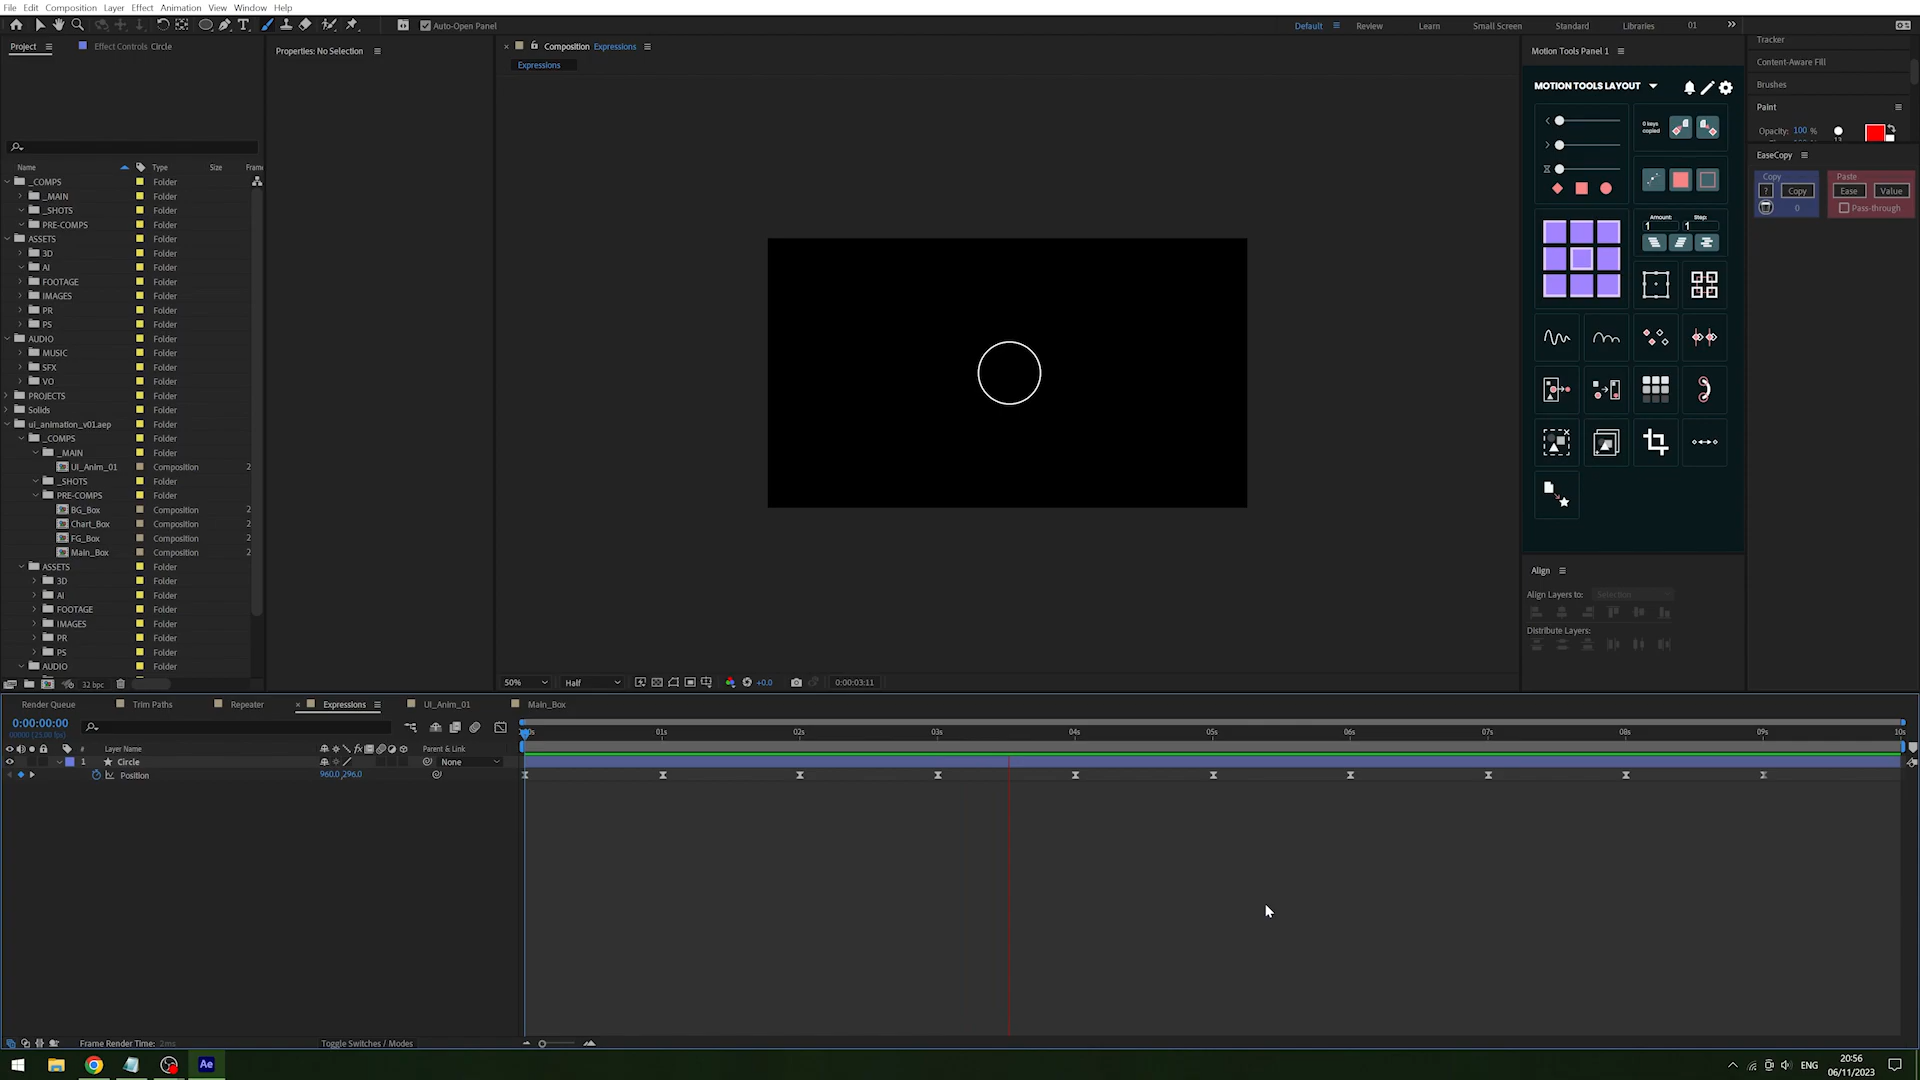 File Edit Composition Layer Effect Animation View Window Help
Auto-Open Panel
Default Review Learn Small Screen Standard Libraries 01
Project Effect Controls Circle
Properties: No Selection
Composition Expressions
Expressions
Name Type Size Frame
_COMPS Folder
_MAIN Folder
_SHOTS Folder
PRE-COMPS Folder
ASSETS Folder
3D Folder
AI Folder
FOOTAGE Folder
IMAGES Folder
PR Folder
PS Folder
AUDIO Folder
MUSIC Folder
SFX Folder
VO Folder
PROJECTS Folder
Solids Folder
ui_animation_v01.aep Folder
_COMPS Folder
_MAIN Folder
UI_Anim_01 Composition 2
_SHOTS Folder
PRE-COMPS Folder
BG_Box Composition 2
Chart_Box Composition 2
FG_Box Composition 2
Main_Box Composition 2
ASSETS Folder
3D Folder
AI Folder
FOOTAGE Folder
IMAGES Folder
PR Folder
PS Folder
AUDIO Folder
32 bpc
50% Half +0.0 0:00:03:11
Motion Tools Panel 1
MOTION TOOLS LAYOUT
0 keys
copied
Amount: Step:
1 1
Align
Align Layers to: Selection
Distribute Layers:
Tracker
Content-Aware Fill
Brushes
Paint
Opacity: 100 %
13
EaseCopy
Copy Paste
? Copy Ease Value
0 Pass-through
Render Queue Trim Paths Repeater Expressions UI_Anim_01 Main_Box
0:00:00:00
00000 (25.00 fps)
01s 02s 03s 04s 05s 06s 07s 08s 09s 10s
# Layer Name Parent & Link
1 Circle None
Position 960.0,296.0
Frame Render Time: 2ms Toggle Switches / Modes
Ae
ENG
20:56
06/11/2023